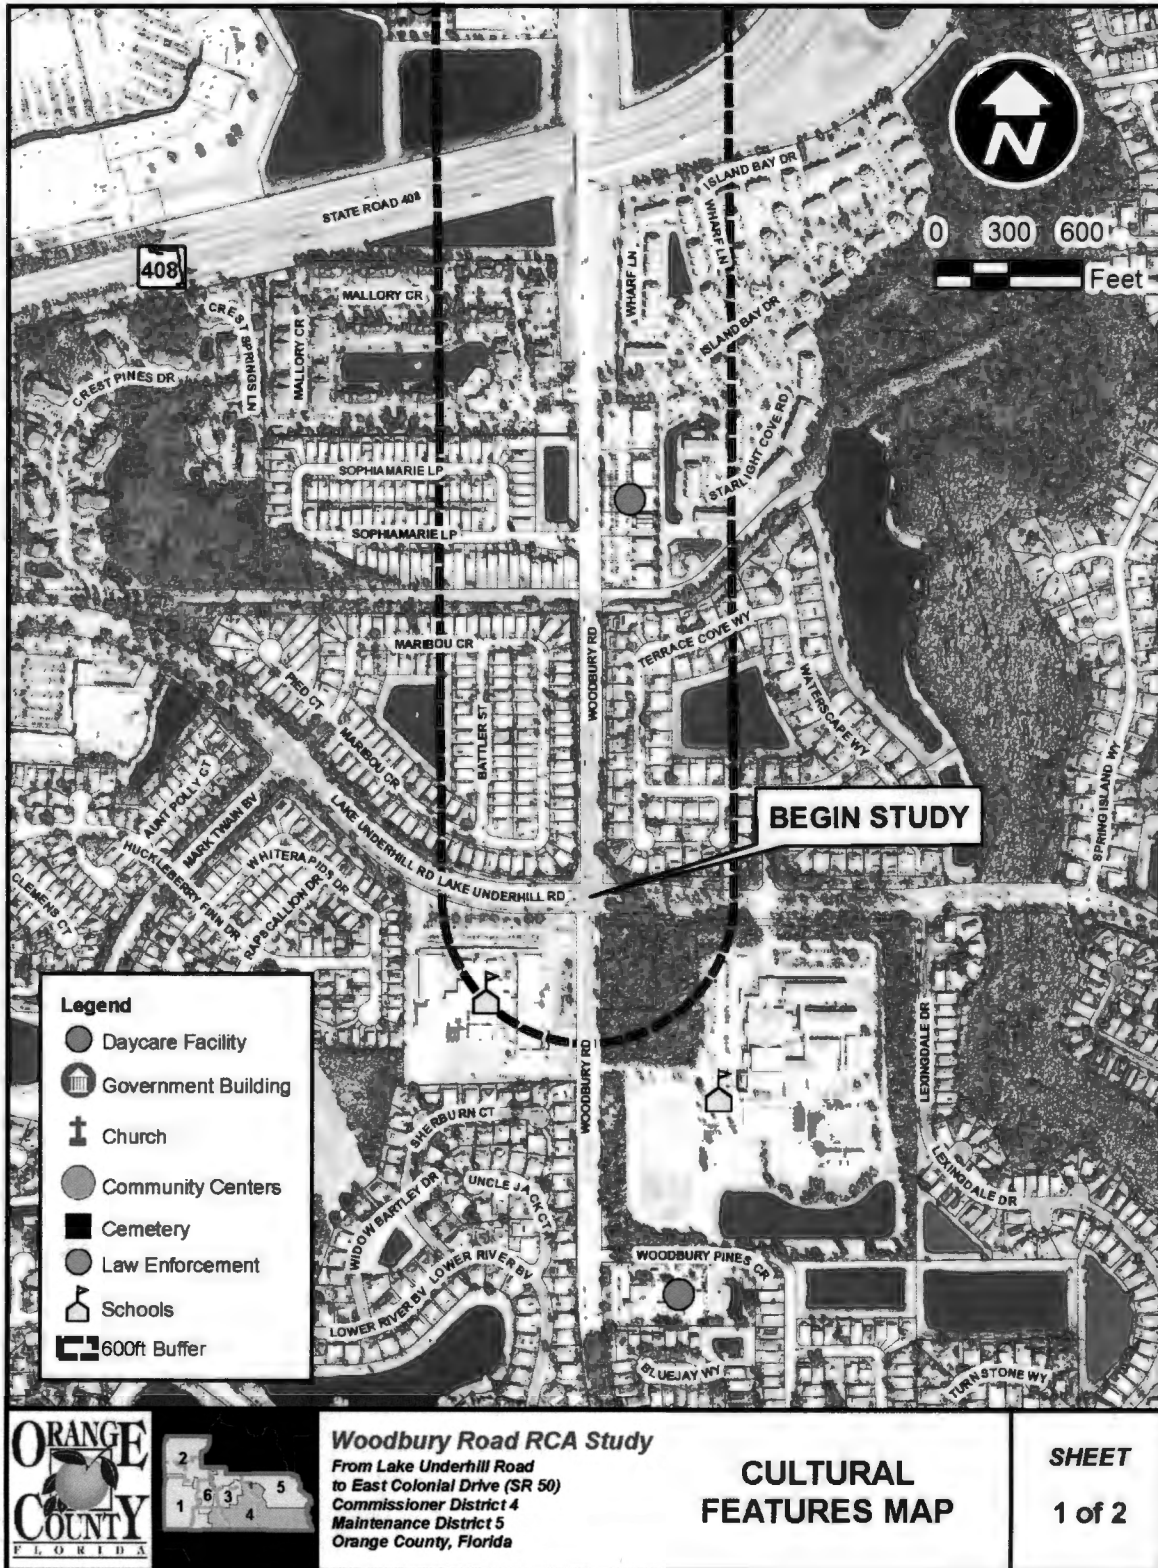 N
0 300 600
Feet
STATE ROAD 408
408
ISLAND BAY DR
WHARF LN
WHARF LN
MALLORY CR
MALLORY CR
CREST SPRINGS LN
CREST PINES DR
ISLAND BAY DR
STARLIGHT COVE RD
SOPHIAMARIE LP
SOPHIAMARIE LP
WOODBURY RD
MARIBOU CR
TERRACE COVE WY
PIED CT
WOODBURY RD
BATTLER ST
MARIBOU CR
WATERSCAPE WY
SPRING ISLAND WY
AUNT POLLY CT
MARK TWAIN BV
LAKE UNDERHILL RD
LAKE UNDERHILL RD
BEGIN STUDY
HUCKLEBERRY FINN DR
WHITERAPIDS DR
RAPSCALLION DR
CLEMENS CT
LEXINGDALE DR
WOODBURY RD
SHERBURN CT
UNCLE JACK CT
WIDOW BARTLEY DR
LOWER RIVER BV
LOWER RIVER BV
LEXINGDALE DR
WOODBURY PINES CR
BLUEJAY WY
TURNSTONE WY
Legend
Daycare Facility
Government Building
Church
Community Centers
Cemetery
Law Enforcement
Schools
600ft Buffer
ORANGE
COUNTY
FLORIDA
2
1
6
3
5
4
Woodbury Road RCA Study
From Lake Underhill Road
to East Colonial Drive (SR 50)
Commissioner District 4
Maintenance District 5
Orange County, Florida
CULTURAL
FEATURES MAP
SHEET
1 of 2